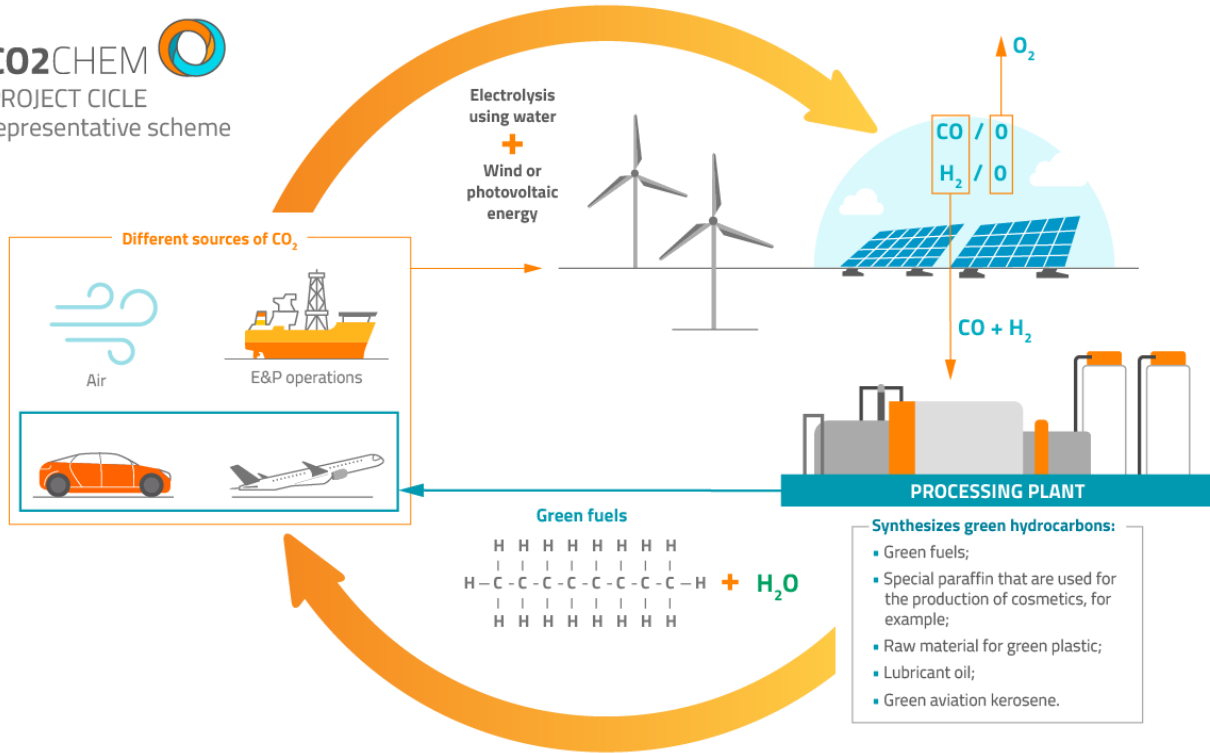 CO2CHEM
ROJECT CICLE
epresentative scheme
Electrolysis
using water
+
Wind or
photovoltaic
energy
O₂
CO / O
H₂ / O
Different sources of CO₂
Air
E&P operations
CO + H₂
PROCESSING PLANT
Green fuels
H H H H H H H H
H–C-C-C-C-C-C-C-C–H + H₂O
H H H H H H H H
Synthesizes green hydrocarbons:
▪ Green fuels;
▪ Special paraffin that are used for
the production of cosmetics, for
example;
▪ Raw material for green plastic;
▪ Lubricant oil;
▪ Green aviation kerosene.